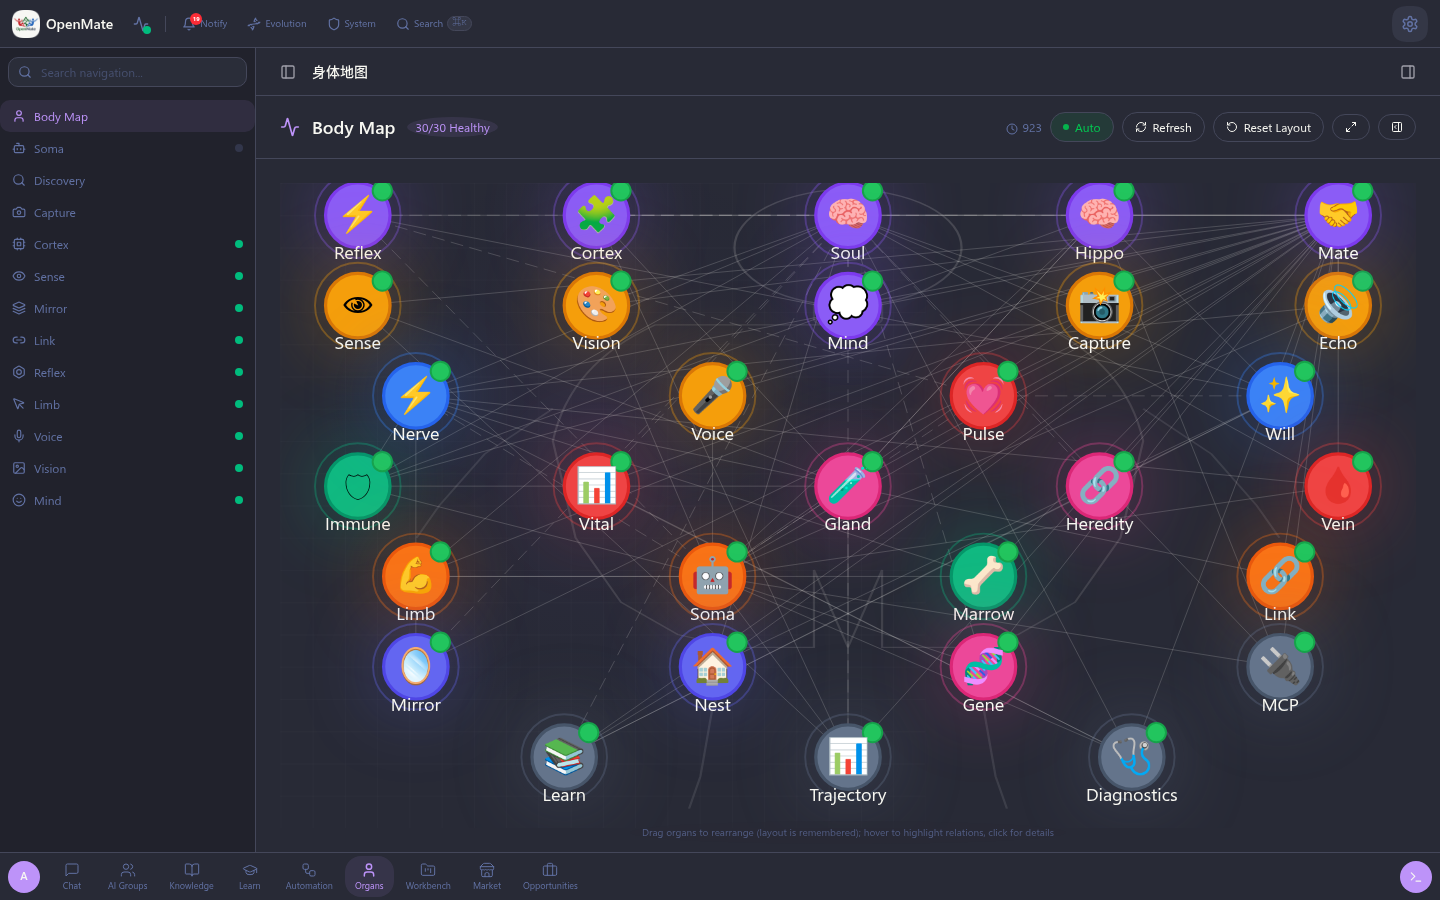 OpenMate
19
Notify
Evolution
System
Search
⌘K
Search navigation...
Body Map
Soma
Discovery
Capture
Cortex
Sense
Mirror
Link
Reflex
Limb
Voice
Vision
Mind
身体地图
Body Map
30/30 Healthy
923
Auto
Refresh
Reset Layout
Reflex
Cortex
Soul
Hippo
Mate
Sense
Vision
Mind
Capture
Echo
Nerve
Voice
Pulse
Will
Immune
Vital
Gland
Heredity
Vein
Limb
Soma
Marrow
Link
Mirror
Nest
Gene
MCP
Learn
Trajectory
Diagnostics
Drag organs to rearrange (layout is remembered); hover to highlight relations, click for details
A
Chat
AI Groups
Knowledge
Learn
Automation
Organs
Workbench
Market
Opportunities